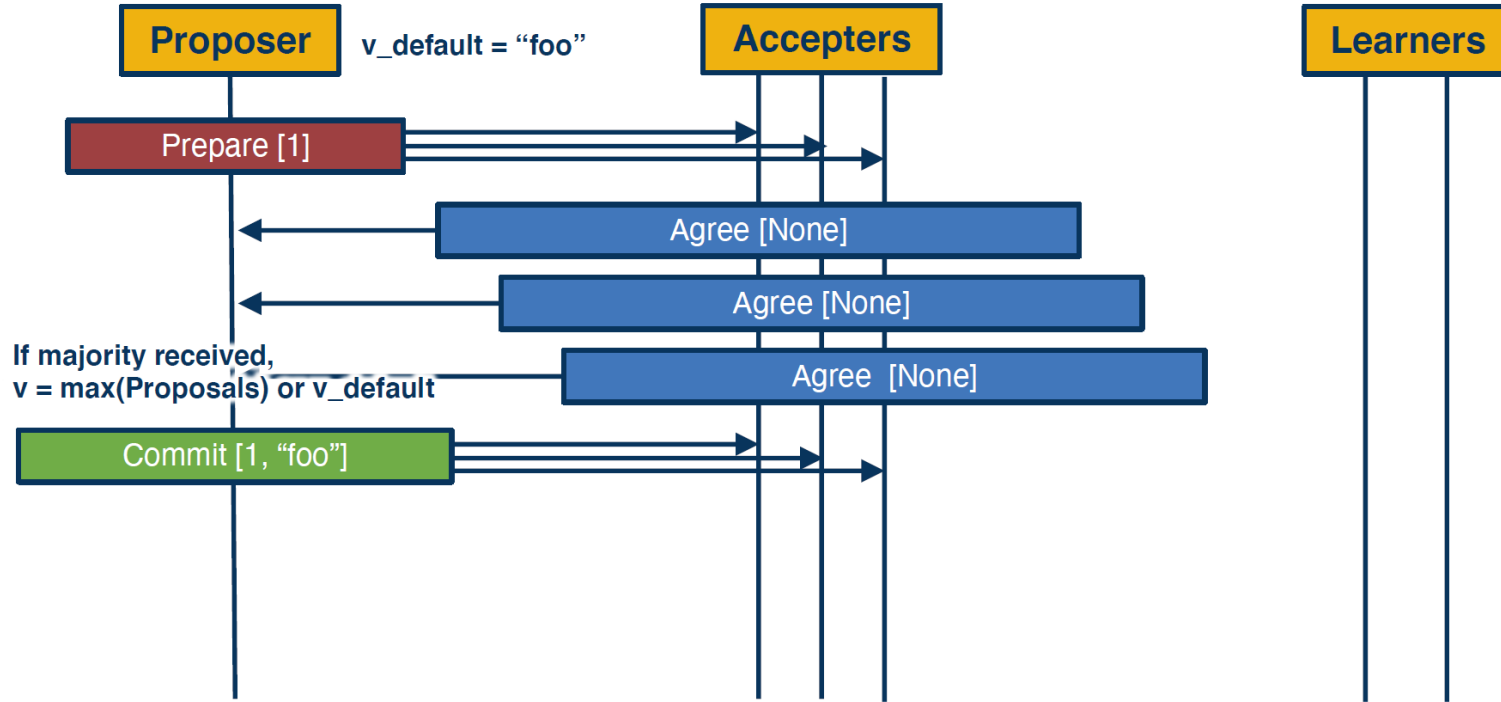 Proposer
v_default = “foo”
Accepters
Learners
Prepare [1]
Agree [None]
Agree [None]
If majority received,
v = max(Proposals) or v_default
Agree [None]
Commit [1, “foo”]